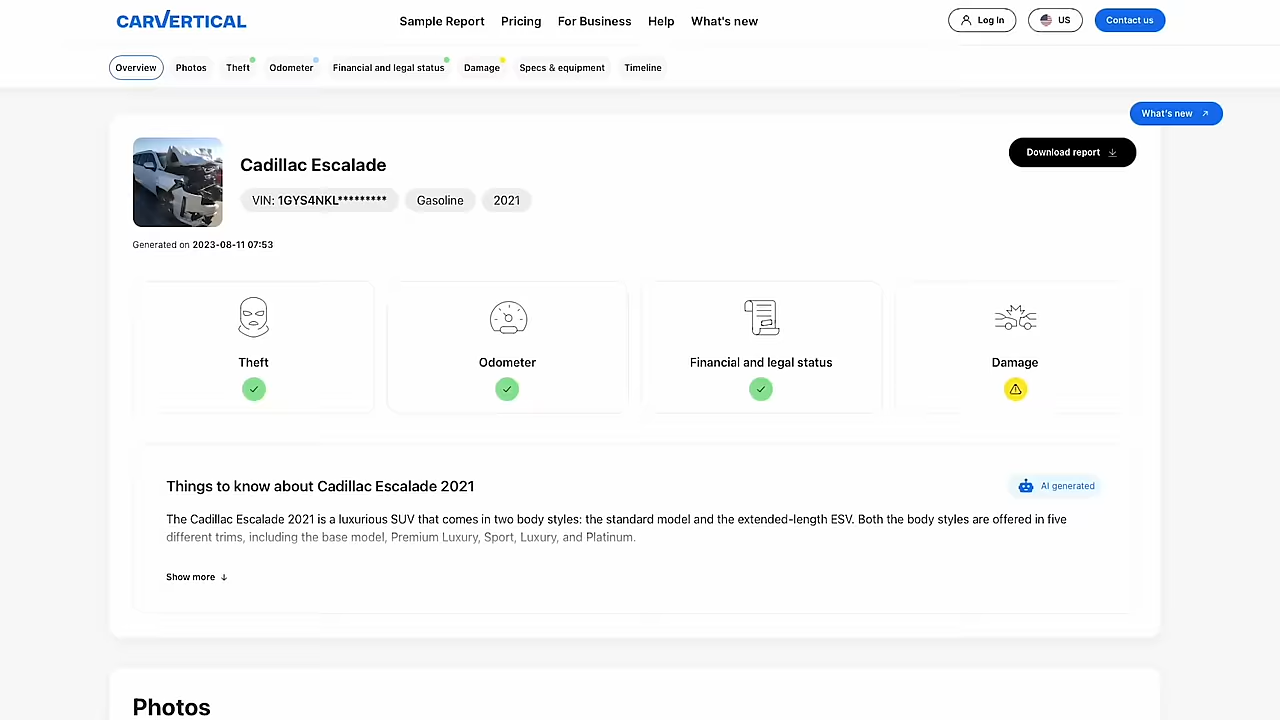 CARVERTICAL
Sample Report Pricing For Business Help What's new
Log In US Contact us
Overview Photos Theft Odometer Financial and legal status Damage Specs & equipment Timeline
What's new
Cadillac Escalade
Download report
VIN: 1GYS4NKL********* Gasoline 2021
Generated on 2023-08-11 07:53
Theft Odometer Financial and legal status Damage
Things to know about Cadillac Escalade 2021
AI generated
The Cadillac Escalade 2021 is a luxurious SUV that comes in two body styles: the standard model and the extended-length ESV. Both the body styles are offered in five
different trims, including the base model, Premium Luxury, Sport, Luxury, and Platinum.
Show more
Photos